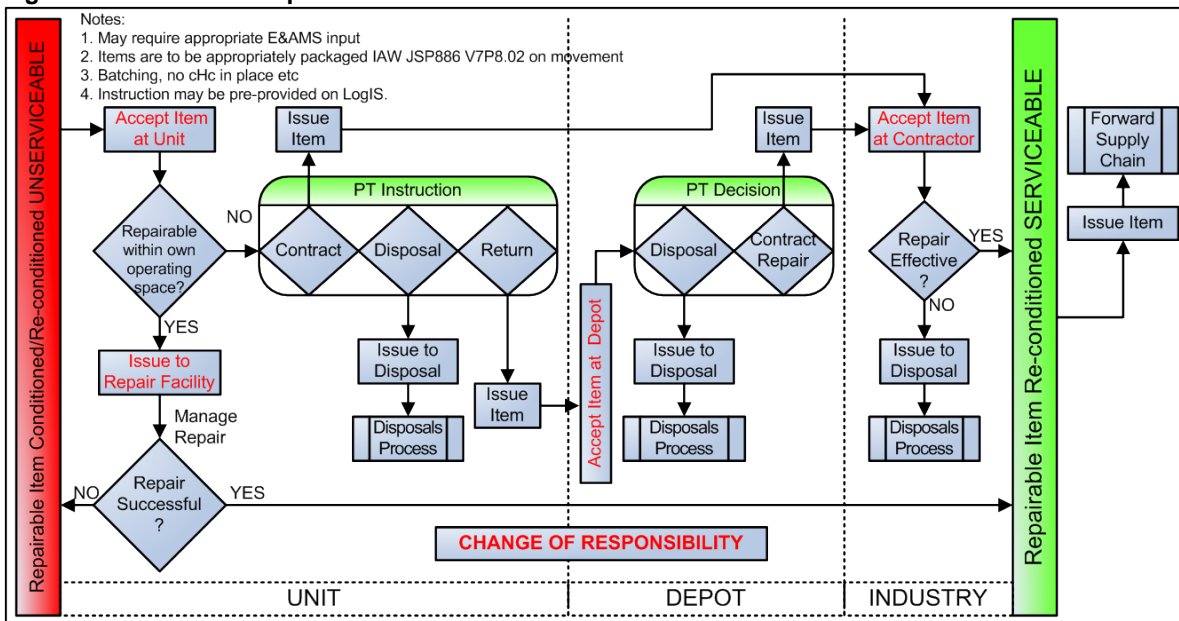 Notes:
1. May require appropriate E&AMS input
2. Items are to be appropriately packaged IAW JSP886 V7P8.02 on movement
3. Batching, no cHc in place etc
4. Instruction may be pre-provided on LogIS.
Repairable Item Conditioned/Re-conditioned UNSERVICEABLE
Accept Item
at Unit
Repairable
within own
operating
space?
NO
YES
Issue to
Repair Facility
Manage
Repair
Repair
Successful
?
NO
YES
Issue
Item
PT Instruction
Contract
Disposal
Return
Issue to
Disposal
Disposals
Process
Issue
Item
Accept Item at Depot
Issue
Item
PT Decision
Disposal
Contract
Repair
Issue to
Disposal
Disposals
Process
Accept Item
at Contractor
Repair
Effective
?
YES
NO
Issue to
Disposal
Disposals
Process
Repairable Item Re-conditioned SERVICEABLE
Forward
Supply
Chain
Issue Item
CHANGE OF RESPONSIBILITY
UNIT
DEPOT
INDUSTRY